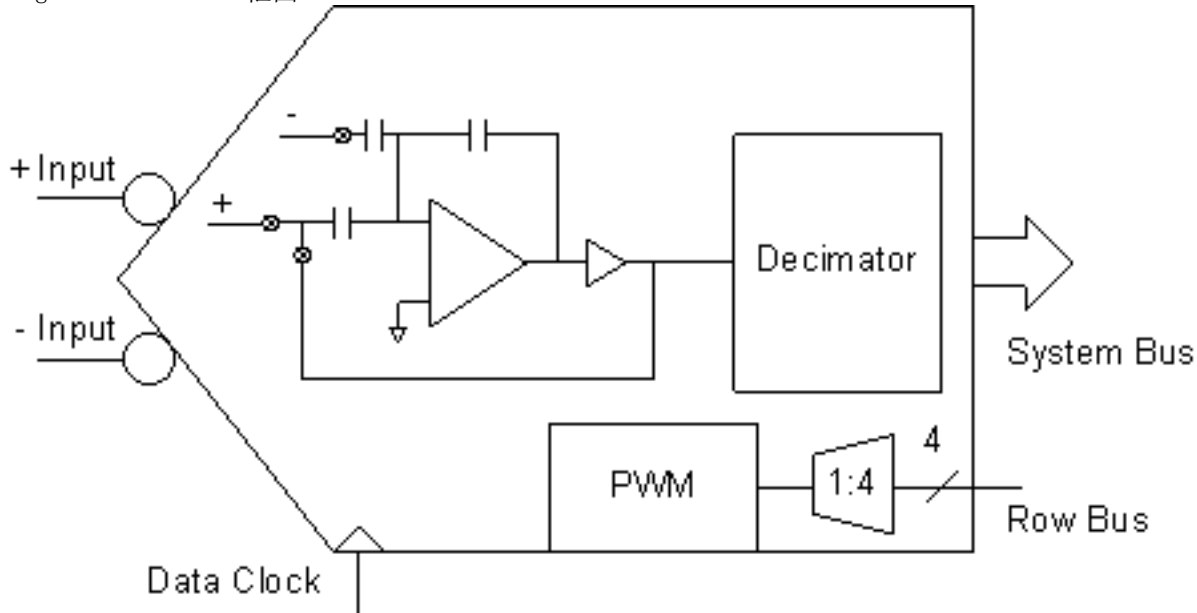 -
+ Input
+
Decimator
- Input
System Bus
4
PWM
1:4
Row Bus
Data Clock